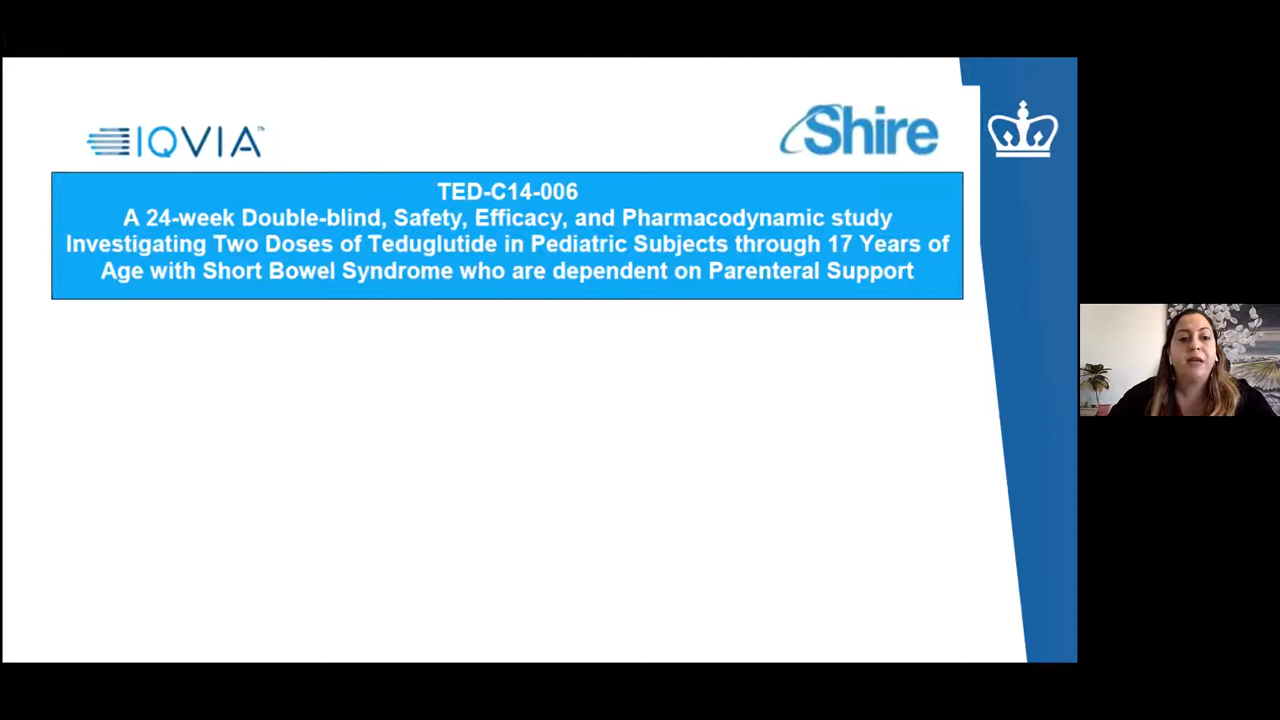 IQVIA™
Shire
TED-C14-006
A 24-week Double-blind, Safety, Efficacy, and Pharmacodynamic study
Investigating Two Doses of Teduglutide in Pediatric Subjects through 17 Years of
Age with Short Bowel Syndrome who are dependent on Parenteral Support